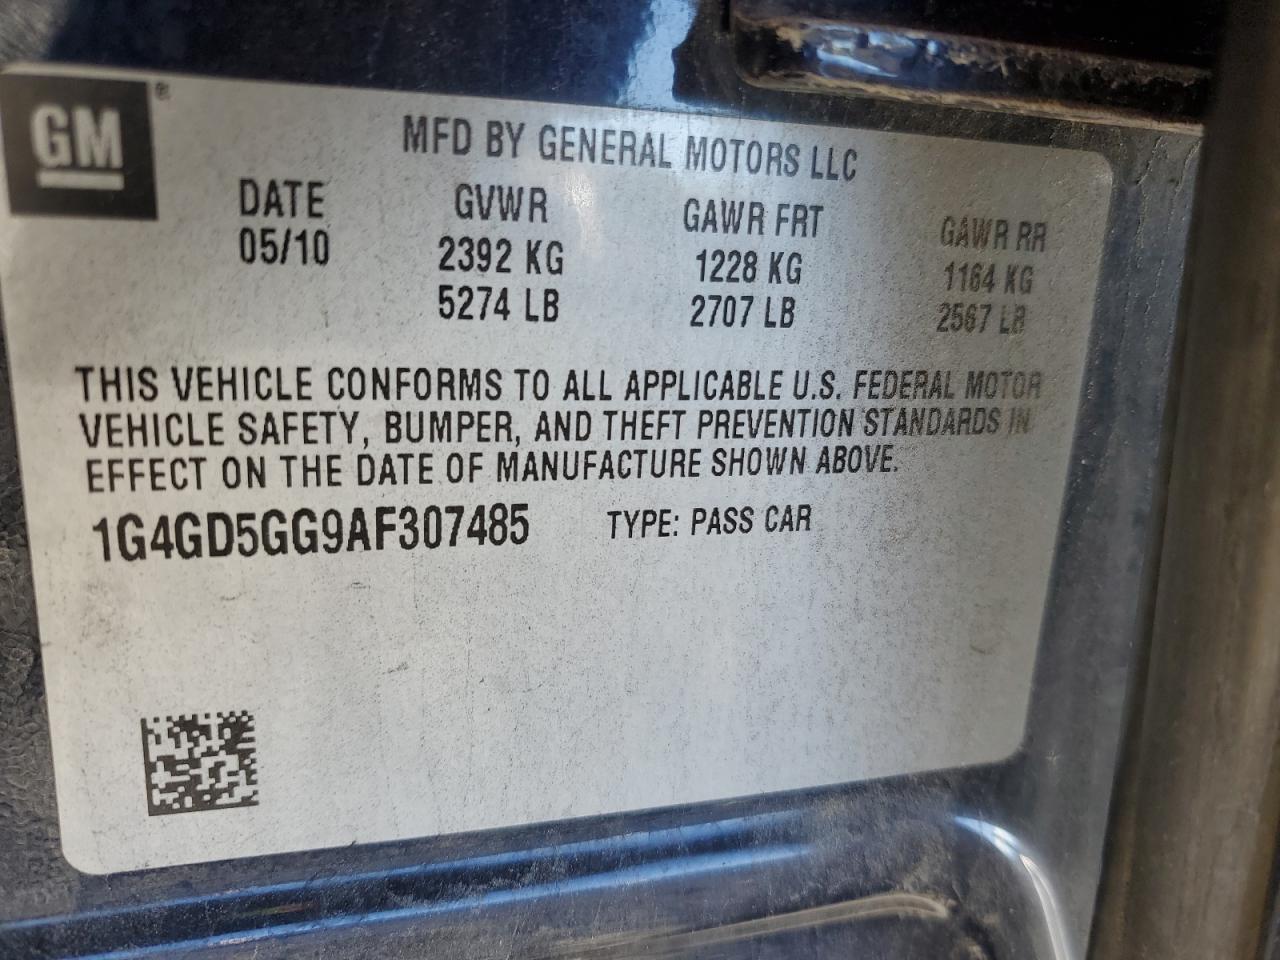 GM®
MFD BY GENERAL MOTORS LLC
DATE GVWR GAWR FRT GAWR RR
05/10 2392 KG 1228 KG 1164 KG
5274 LB 2707 LB 2567 LB
THIS VEHICLE CONFORMS TO ALL APPLICABLE U.S. FEDERAL MOTOR
VEHICLE SAFETY, BUMPER, AND THEFT PREVENTION STANDARDS IN
EFFECT ON THE DATE OF MANUFACTURE SHOWN ABOVE.
1G4GD5GG9AF307485 TYPE: PASS CAR